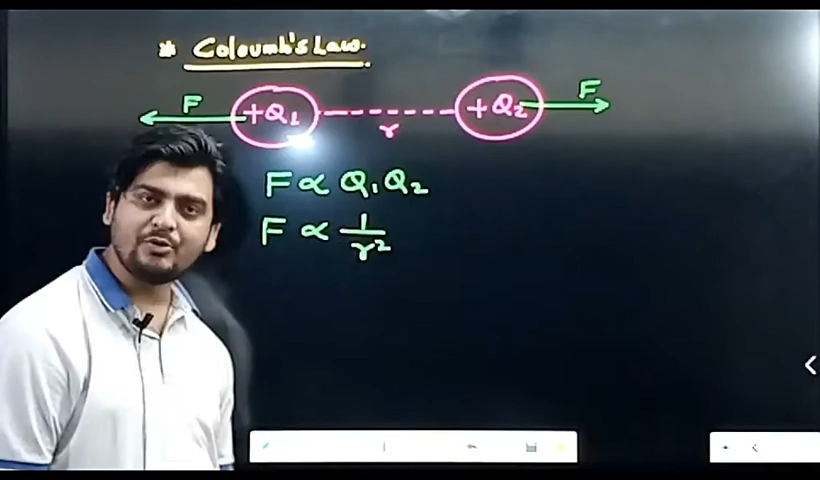 * Coloumb's Law.
F +Q1 r +Q2 F
F ∝ Q1Q2
F ∝ 1/r²